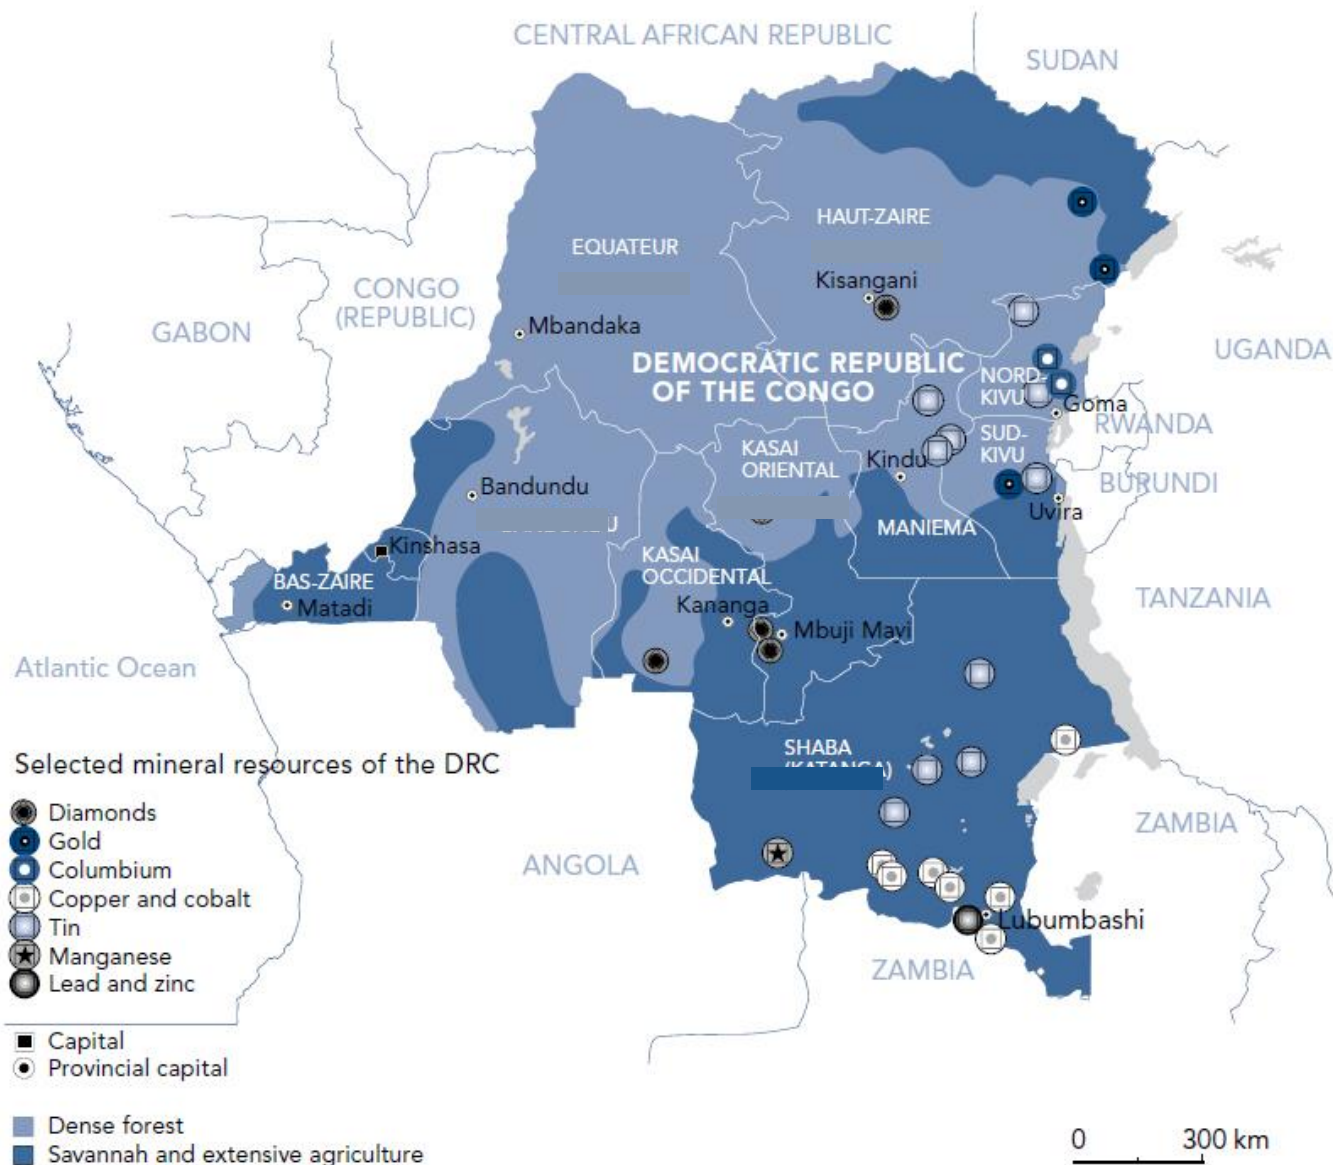 CENTRAL AFRICAN REPUBLIC
SUDAN
HAUT-ZAIRE
EQUATEUR
Kisangani
CONGO
(REPUBLIC)
GABON
Mbandaka
UGANDA
DEMOCRATIC REPUBLIC
OF THE CONGO
NORD-
KIVU
Goma
RWANDA
SUD-
KIVU
KASAI
ORIENTAL
Kindu
BURUNDI
Bandundu
Uvira
MANIEMA
Kinshasa
KASAI
OCCIDENTAL
BAS-ZAIRE
Matadi
Kananga
TANZANIA
Mbuji Mayi
Atlantic Ocean
SHABA
(KATANGA)
Selected mineral resources of the DRC
Diamonds
Gold
Columbium
Copper and cobalt
Tin
Manganese
Lead and zinc
ANGOLA
ZAMBIA
Lubumbashi
ZAMBIA
Capital
Provincial capital
Dense forest
Savannah and extensive agriculture
0 300 km